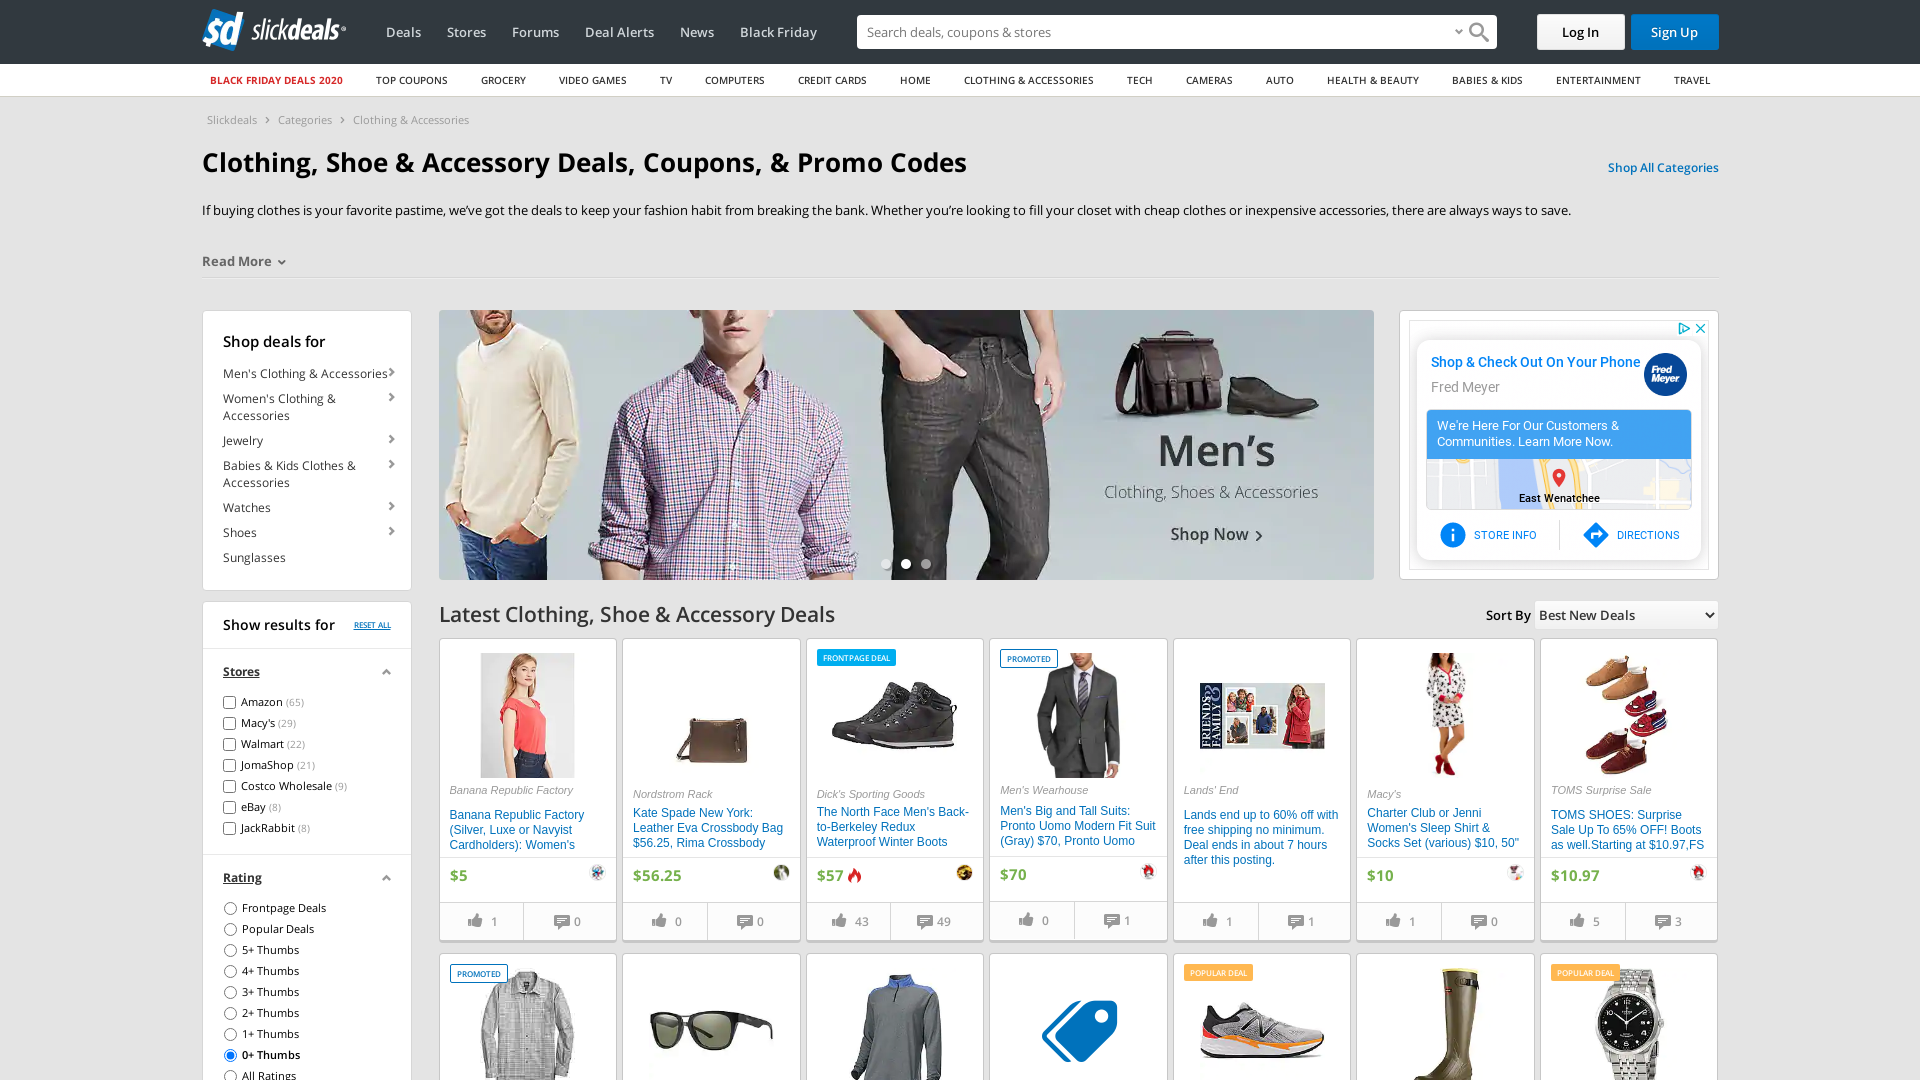 sd slickdeals
Deals
Stores
Forums
Deal Alerts
News
Black Friday
Search deals, coupons & stores
Log In
Sign Up
BLACK FRIDAY DEALS 2020
TOP COUPONS
GROCERY
VIDEO GAMES
TV
COMPUTERS
CREDIT CARDS
HOME
CLOTHING & ACCESSORIES
TECH
CAMERAS
AUTO
HEALTH & BEAUTY
BABIES & KIDS
ENTERTAINMENT
TRAVEL
Slickdeals > Categories > Clothing & Accessories
Clothing, Shoe & Accessory Deals, Coupons, & Promo Codes
Shop All Categories
If buying clothes is your favorite pastime, we’ve got the deals to keep your fashion habit from breaking the bank. Whether you’re looking to fill your closet with cheap clothes or inexpensive accessories, there are always ways to save.
Read More
Shop deals for
Men's Clothing & Accessories
Women's Clothing &
Accessories
Jewelry
Babies & Kids Clothes &
Accessories
Watches
Shoes
Sunglasses
Men’s
Clothing, Shoes & Accessories
Shop Now >
Shop & Check Out On Your Phone
Fred Meyer
Fred
Meyer
We're Here For Our Customers &
Communities. Learn More Now.
East Wenatchee
STORE INFO
DIRECTIONS
Show results for
RESET ALL
Stores
Amazon (65)
Macy's (29)
Walmart (22)
JomaShop (21)
Costco Wholesale (9)
eBay (8)
JackRabbit (8)
Rating
Frontpage Deals
Popular Deals
5+ Thumbs
4+ Thumbs
3+ Thumbs
2+ Thumbs
1+ Thumbs
0+ Thumbs
All Ratings
Latest Clothing, Shoe & Accessory Deals
Sort By
Best New Deals
Banana Republic Factory
Banana Republic Factory
(Silver, Luxe or Navyist
Cardholders): Women's
$5
1
0
Nordstrom Rack
Kate Spade New York:
Leather Eva Crossbody Bag
$56.25, Rima Crossbody
$56.25
0
0
FRONTPAGE DEAL
Dick's Sporting Goods
The North Face Men's Back-
to-Berkeley Redux
Waterproof Winter Boots
$57
43
49
PROMOTED
Men's Wearhouse
Men's Big and Tall Suits:
Pronto Uomo Modern Fit Suit
(Gray) $70, Pronto Uomo
$70
0
1
FRIENDS & FAMILY
Lands' End
Lands end up to 60% off with
free shipping no minimum.
Deal ends in about 7 hours
after this posting.
1
1
Macy's
Charter Club or Jenni
Women's Sleep Shirt &
Socks Set (various) $10, 50"
$10
1
0
TOMS Surprise Sale
TOMS SHOES: Surprise
Sale Up To 65% OFF! Boots
as well.Starting at $10.97,FS
$10.97
5
3
PROMOTED
POPULAR DEAL
POPULAR DEAL